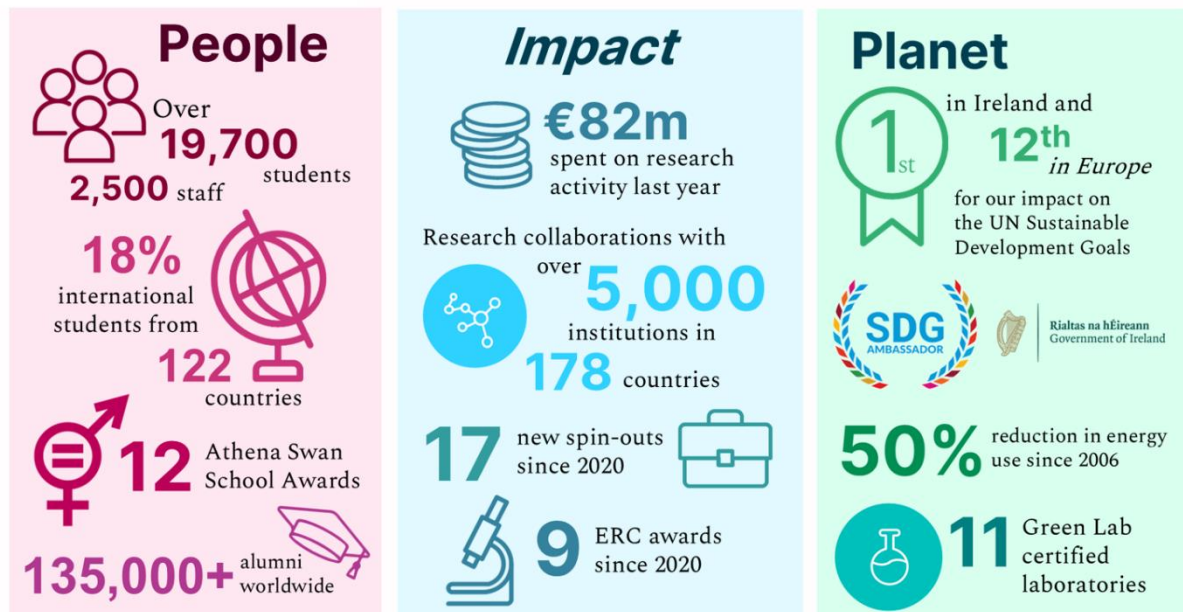 People
Over
19,700
students
2,500 staff
18%
international
students from
122
countries
12
Athena Swan
School Awards
135,000+
alumni
worldwide
Impact
€82m
spent on research
activity last year
Research collaborations with
over
5,000
institutions in
178 countries
17
new spin-outs
since 2020
9
ERC awards
since 2020
Planet
1st
in Ireland and
12th
in Europe
for our impact on
the UN Sustainable
Development Goals
SDG
AMBASSADOR
Rialtas na hÉireann
Government of Ireland
50%
reduction in energy
use since 2006
11
Green Lab
certified
laboratories